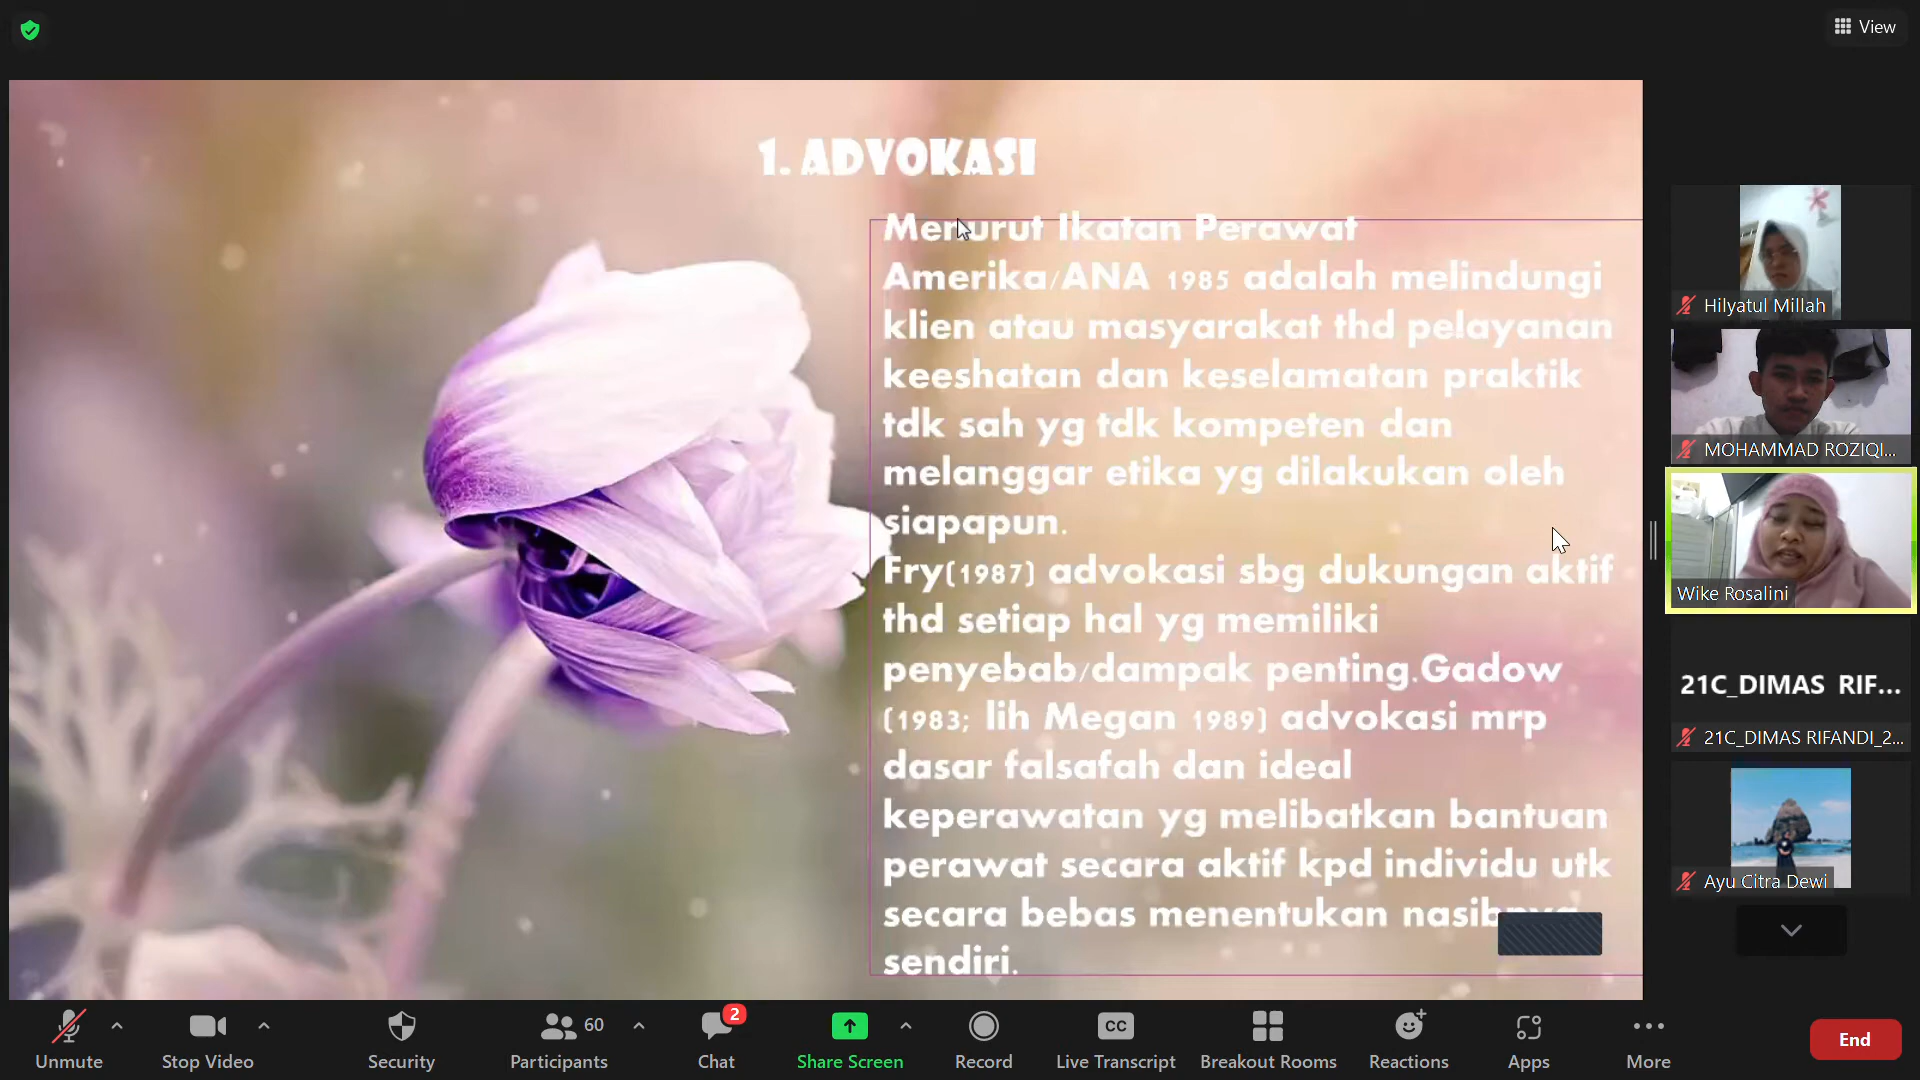 View
1. ADVOKASI
Menurut Ikatan Perawat
Amerika/ANA 1985 adalah melindungi
klien atau masyarakat thd pelayanan
keeshatan dan keselamatan praktik
tdk sah yg tdk kompeten dan
melanggar etika yg dilakukan oleh
siapapun.
Fry(1987) advokasi sbg dukungan aktif
thd setiap hal yg memiliki
penyebab/dampak penting.Gadow
(1983; lih Megan 1989) advokasi mrp
dasar falsafah dan ideal
keperawatan yg melibatkan bantuan
perawat secara aktif kpd individu utk
secara bebas menentukan
sendiri.
Hilyatul Millah
MOHAMMAD ROZIQI...
Wike Rosalini
21C_DIMAS RIF...
21C_DIMAS RIFANDI_2...
Ayu Citra Dewi
Unmute
Stop Video
Security
60
Participants
2
Chat
Share Screen
Record
CC
Live Transcript
Breakout Rooms
Reactions
Apps
More
End